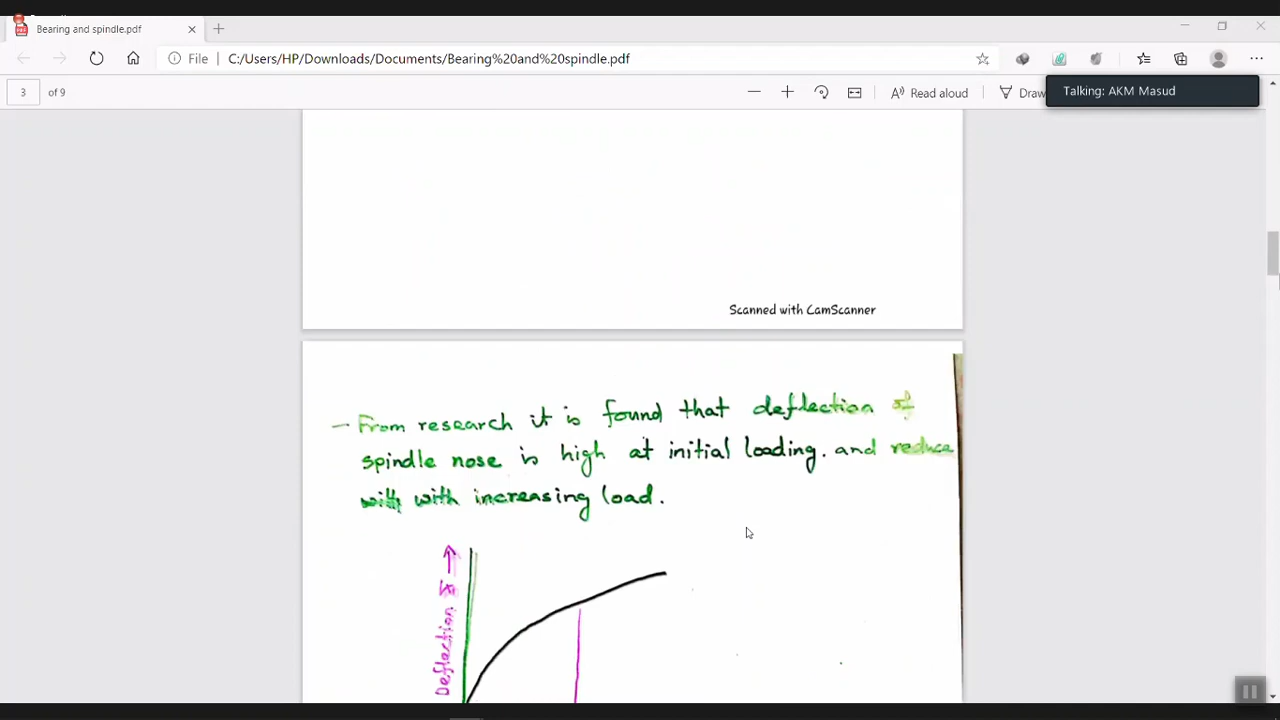 Bearing and spindle.pdf
File C:/Users/HP/Downloads/Documents/Bearing%20and%20spindle.pdf
3 of 9 Read aloud Draw
Talking: AKM Masud
Scanned with CamScanner
- From research it is found that deflection of
spindle nose is high at initial loading. and reduce
with with increasing load.
Deflection